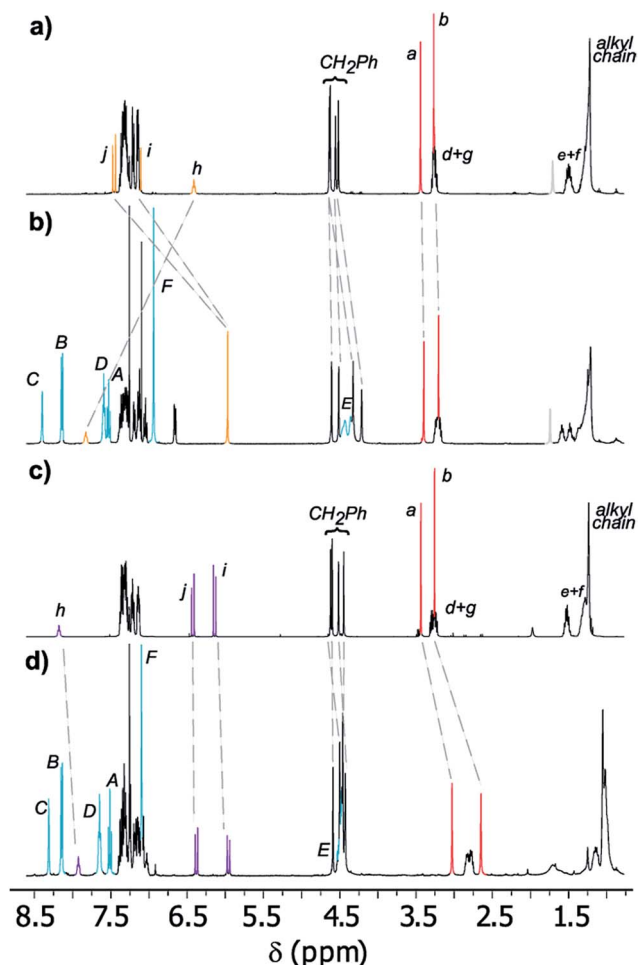 a)
a
b
CH2Ph
alkyl
chain
j
i
h
d+g
e+f
b)
F
B
D
C
A
E
c)
b
a
CH2Ph
alkyl
chain
j
i
h
d+g
e+f
d)
F
B
C
D
A
E
8.5 7.5 6.5 5.5 4.5 3.5 2.5 1.5
δ (ppm)